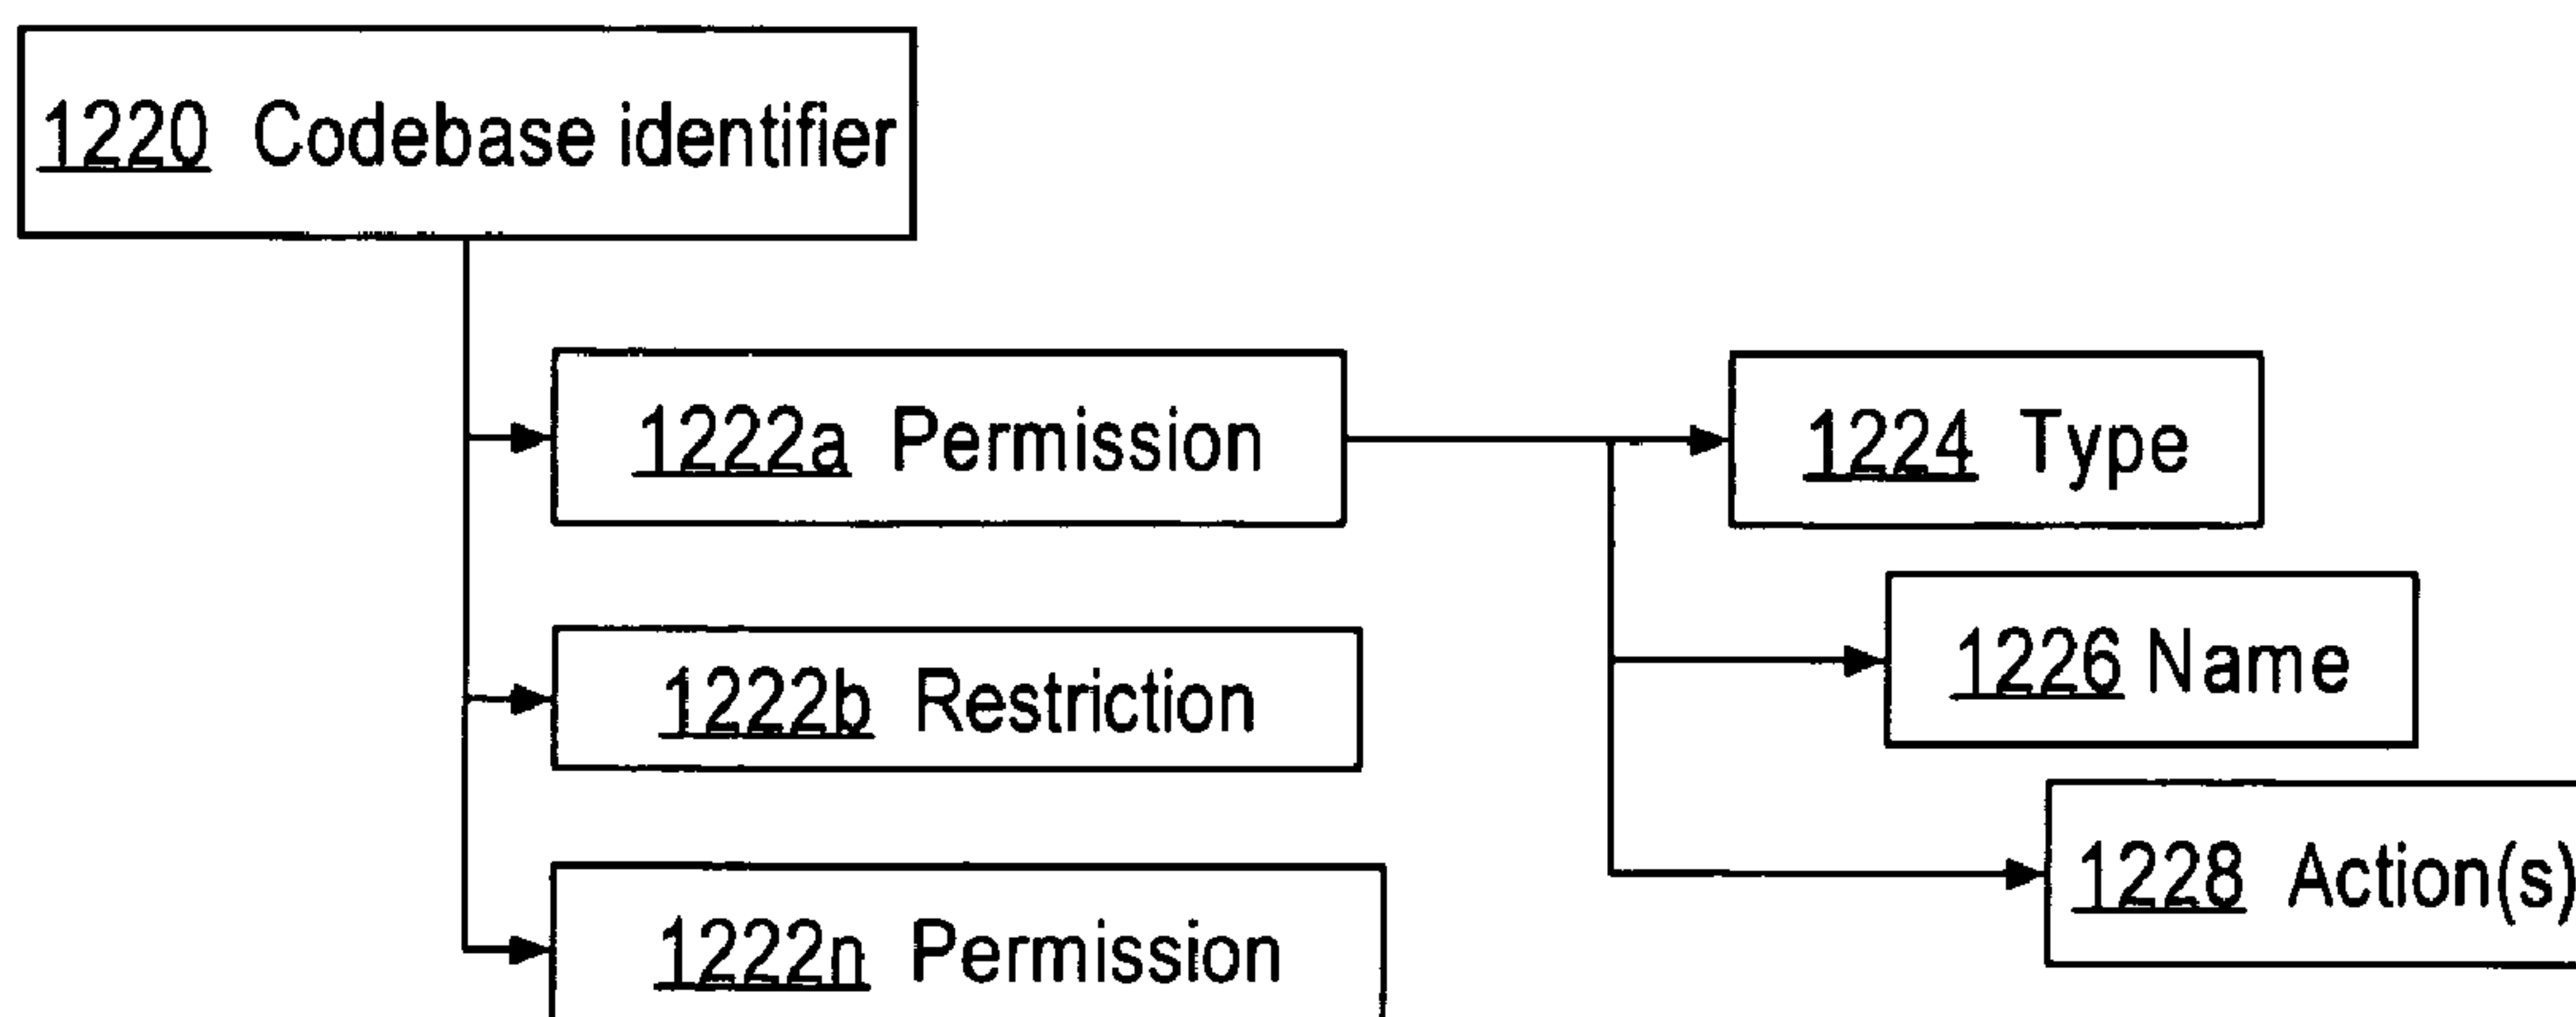 1220 Codebase identifier
1222a Permission
1224 Type
1226 Name
1222b Restriction
1228 Action(s)
1222n Permission